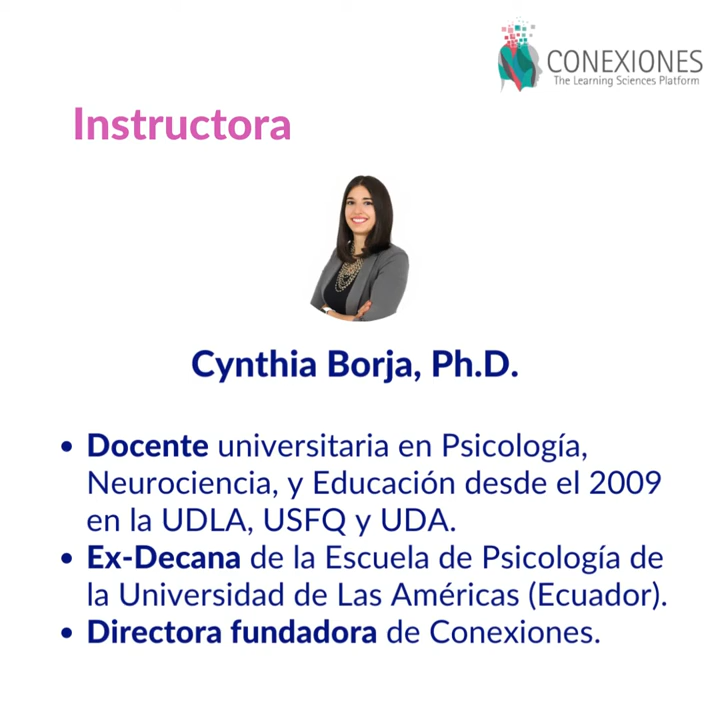 CONEXIONES
The Learning Sciences Platform
Instructora
Cynthia Borja, Ph.D.
• Docente universitaria en Psicología,
Neurociencia, y Educación desde el 2009
en la UDLA, USFQ y UDA.
• Ex-Decana de la Escuela de Psicología de
la Universidad de Las Américas (Ecuador).
• Directora fundadora de Conexiones.